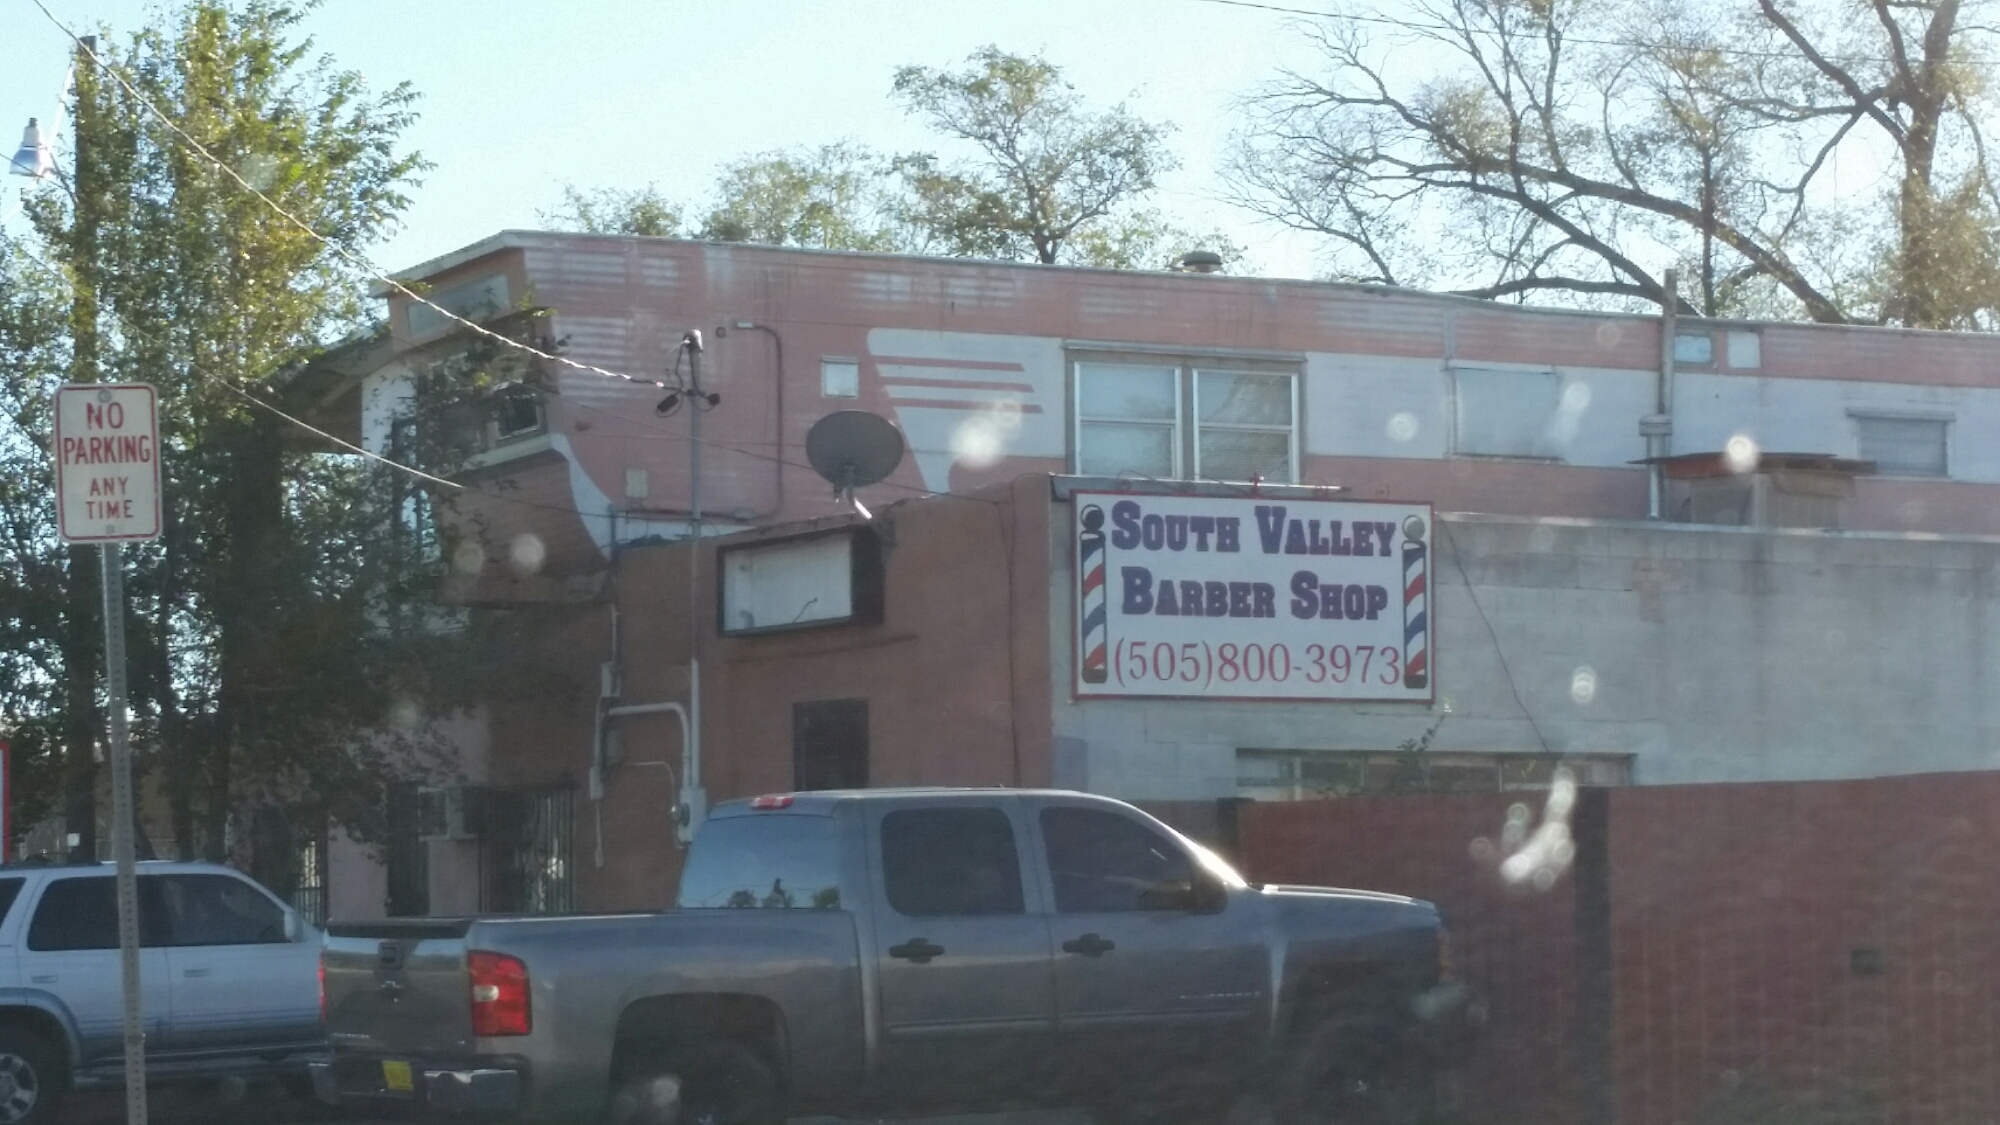 NO
PARKING
ANY
TIME
SOUTH VALLEY
BARBER SHOP
(505)800-3973